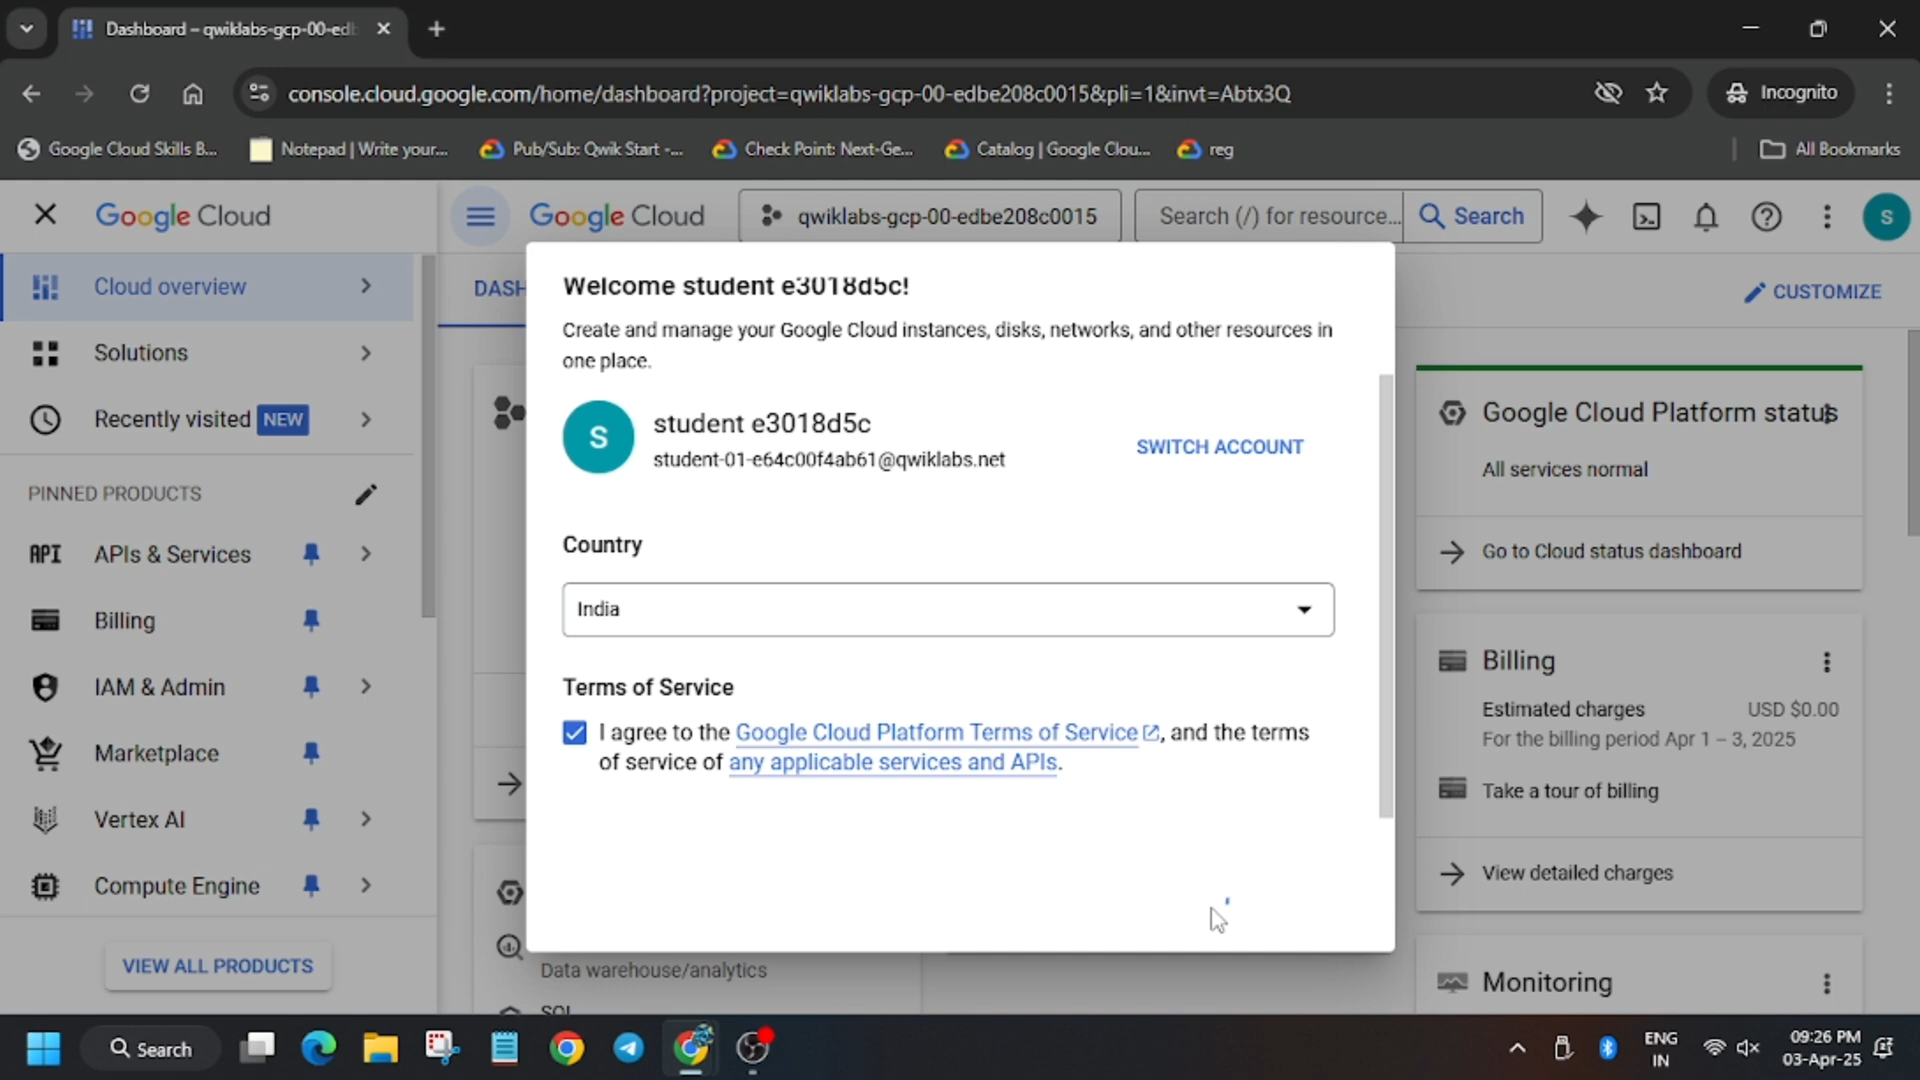 Dashboard – qwiklabs-gcp-00-edb
console.cloud.google.com/home/dashboard?project=qwiklabs-gcp-00-edbe208c0015&pli=1&invt=Abtx3Q
Incognito
Google Cloud Skills B...
Notepad | Write your...
Pub/Sub: Qwik Start -...
Check Point: Next-Ge...
Catalog | Google Clou...
reg
All Bookmarks
Google Cloud
Google Cloud
qwiklabs-gcp-00-edbe208c0015
Search (/) for resource...
Search
S
Cloud overview
Solutions
Recently visited NEW
PINNED PRODUCTS
API APIs & Services
Billing
IAM & Admin
Marketplace
Vertex AI
Compute Engine
VIEW ALL PRODUCTS
DASH
CUSTOMIZE
Welcome student e3018d5c!
Create and manage your Google Cloud instances, disks, networks, and other resources in
one place.
S
student e3018d5c
student-01-e64c00f4ab61@qwiklabs.net
SWITCH ACCOUNT
Country
India
Terms of Service
I agree to the Google Cloud Platform Terms of Service, and the terms
of service of any applicable services and APIs.
Data warehouse/analytics
SQL
Google Cloud Platform status
All services normal
Go to Cloud status dashboard
Billing
Estimated charges USD $0.00
For the billing period Apr 1 – 3, 2025
Take a tour of billing
View detailed charges
Monitoring
Search
ENG
IN
09:26 PM
03-Apr-25